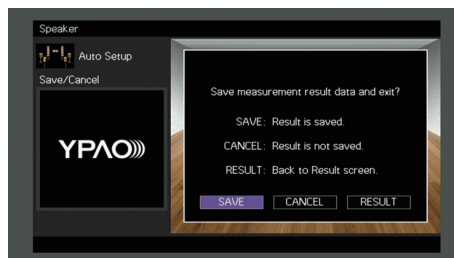 Speaker
Auto Setup
Save/Cancel
YPAO
Save measurement result data and exit?
SAVE: Result is saved.
CANCEL: Result is not saved.
RESULT: Back to Result screen.
SAVE CANCEL RESULT